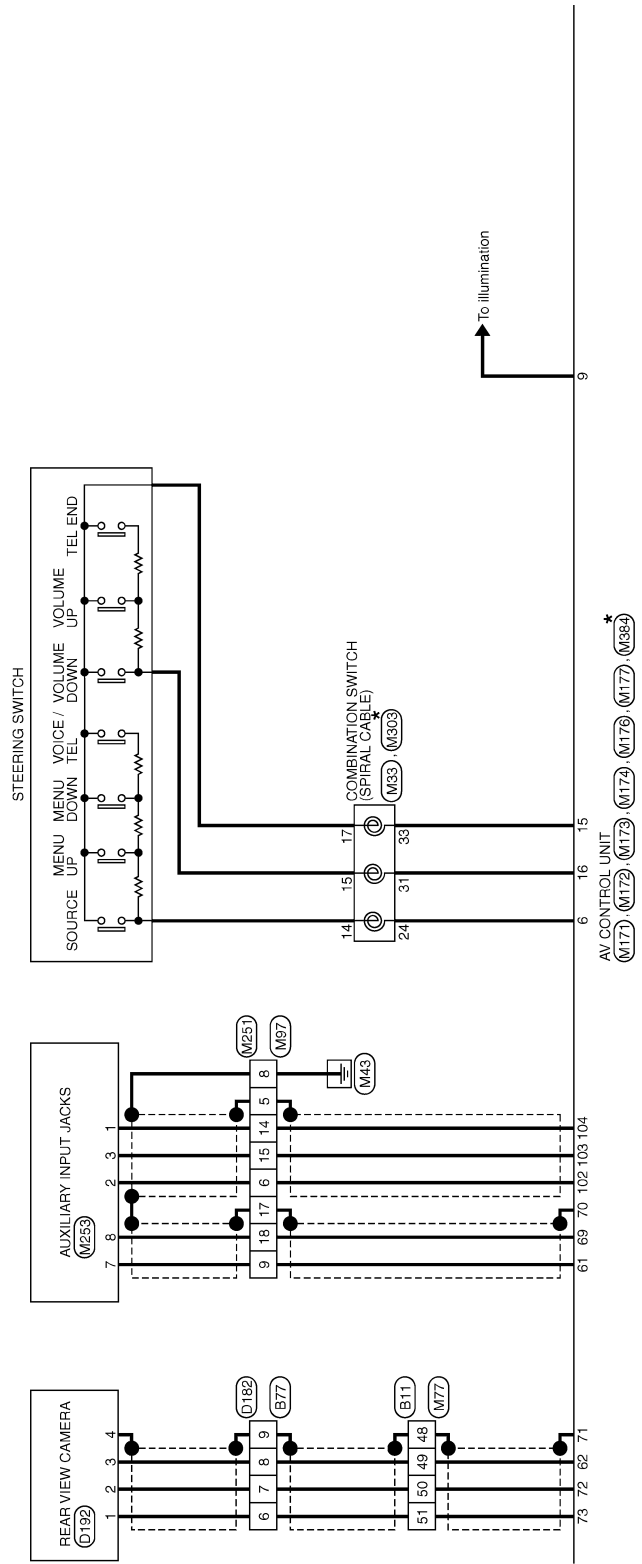 STEERING SWITCH
SOURCE
MENU UP
MENU DOWN
VOICE / TEL
VOLUME DOWN
VOLUME UP
TEL END
To illumination
COMBINATION SWITCH
(SPIRAL CABLE)
M33 , M303 *
14 15 17
24 31 33
AUXILIARY INPUT JACKS
M253
7 8 2 3 1
9 18 17 6 15 14 5 8
M251
M97
M43
REAR VIEW CAMERA
D192
1 2 3 4
6 7 8 9
D182
B77
51 50 49 48
B11
M77
73 72 62 71 61 69 70 102 103 104 6 16 15 9
AV CONTROL UNIT
M171 , M172 , M173 , M174 , M176 , M177 , M384 *